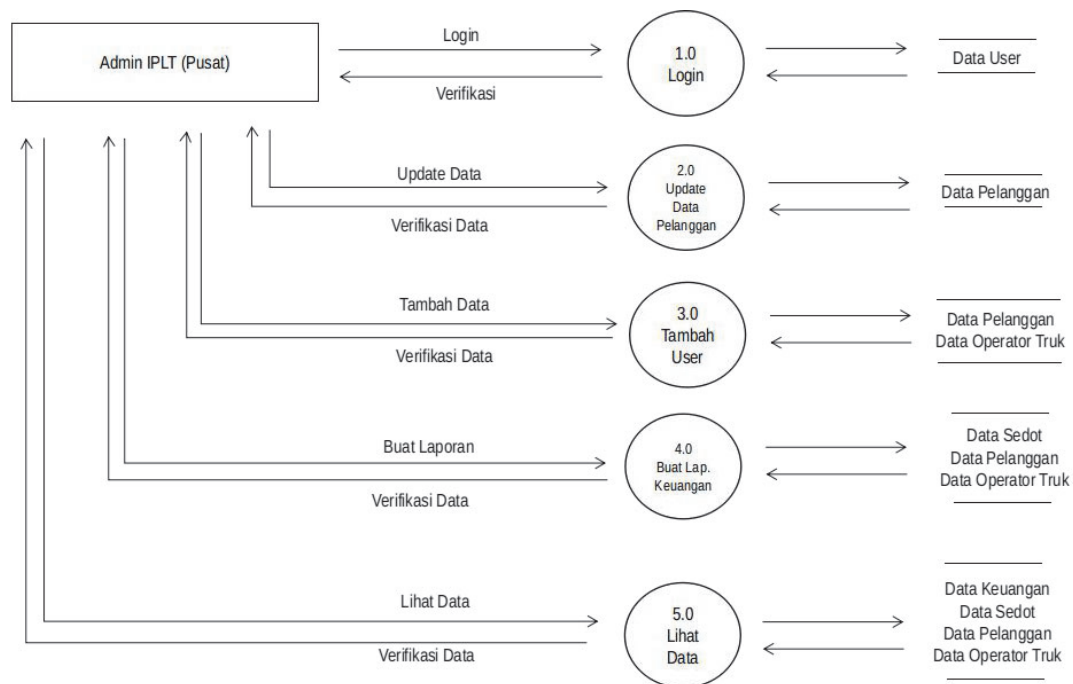 Admin IPLT (Pusat)
Login
Verifikasi
1.0
Login
Data User
Update Data
Verifikasi Data
2.0
Update
Data
Pelanggan
Data Pelanggan
Tambah Data
Verifikasi Data
3.0
Tambah
User
Data Pelanggan
Data Operator Truk
Buat Laporan
Verifikasi Data
4.0
Buat Lap.
Keuangan
Data Sedot
Data Pelanggan
Data Operator Truk
Lihat Data
Verifikasi Data
5.0
Lihat
Data
Data Keuangan
Data Sedot
Data Pelanggan
Data Operator Truk